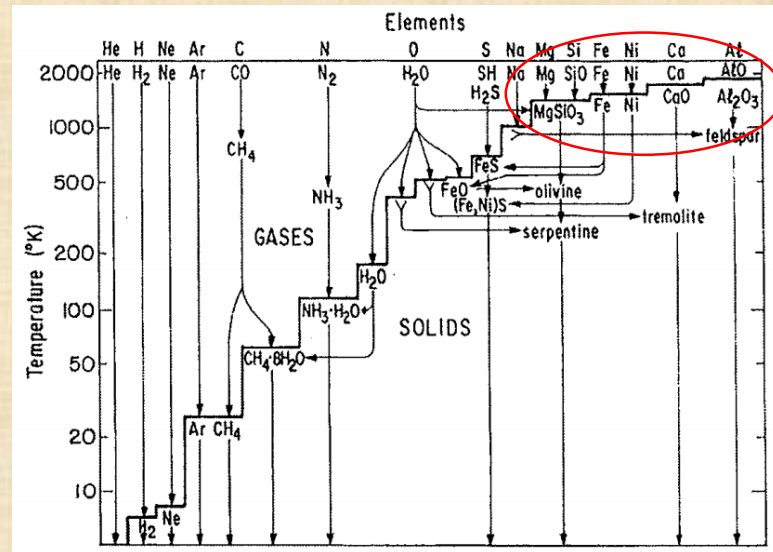 Elements
He H Ne Ar C N O S Na Mg Si Fe Ni Ca Aℓ
He H₂ Ne Ar CO N₂ H₂O SH Na Mg SiO Fe Ni Ca AℓO
H₂S
MgSiO₃ Fe Ni CaO Aℓ₂O₃
feldspar
CH₄
FeS
NH₃
FeO olivine
(Fe,Ni)S
tremolite
serpentine
GASES
H₂O
SOLIDS
NH₃·H₂O
CH₄·8H₂O
Ar CH₄
H₂ Ne
Temperature (°K)
2000
1000
500
200
100
50
20
10